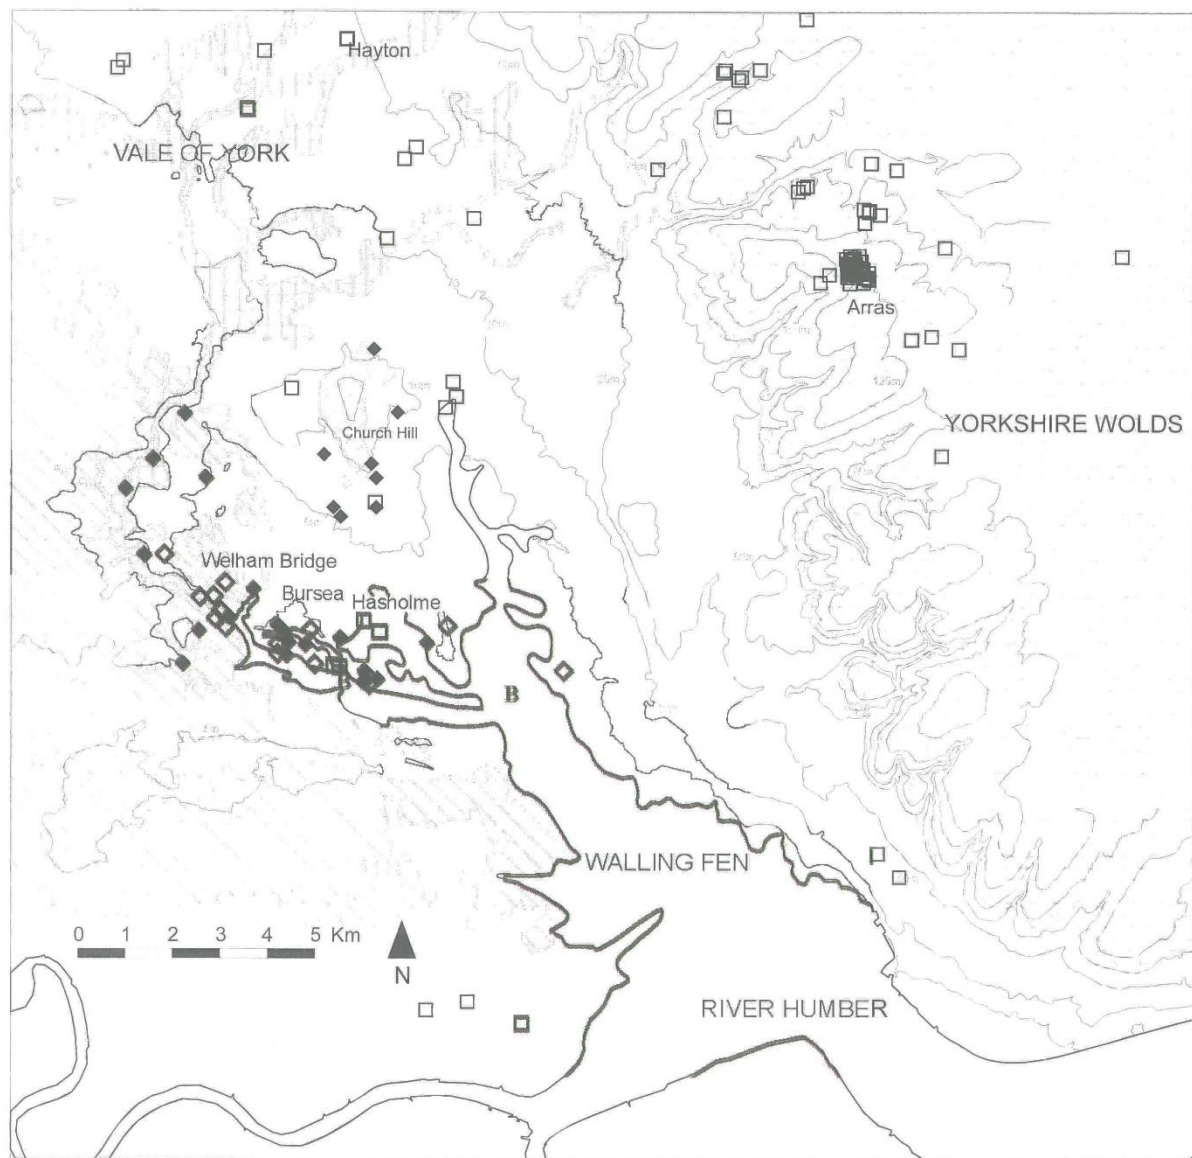 Hayton
VALE OF YORK
Arras
125m
YORKSHIRE WOLDS
Church Hill
Welham Bridge
Bursea
Hasholme
B
WALLING FEN
0 1 2 3 4 5 Km
N
RIVER HUMBER